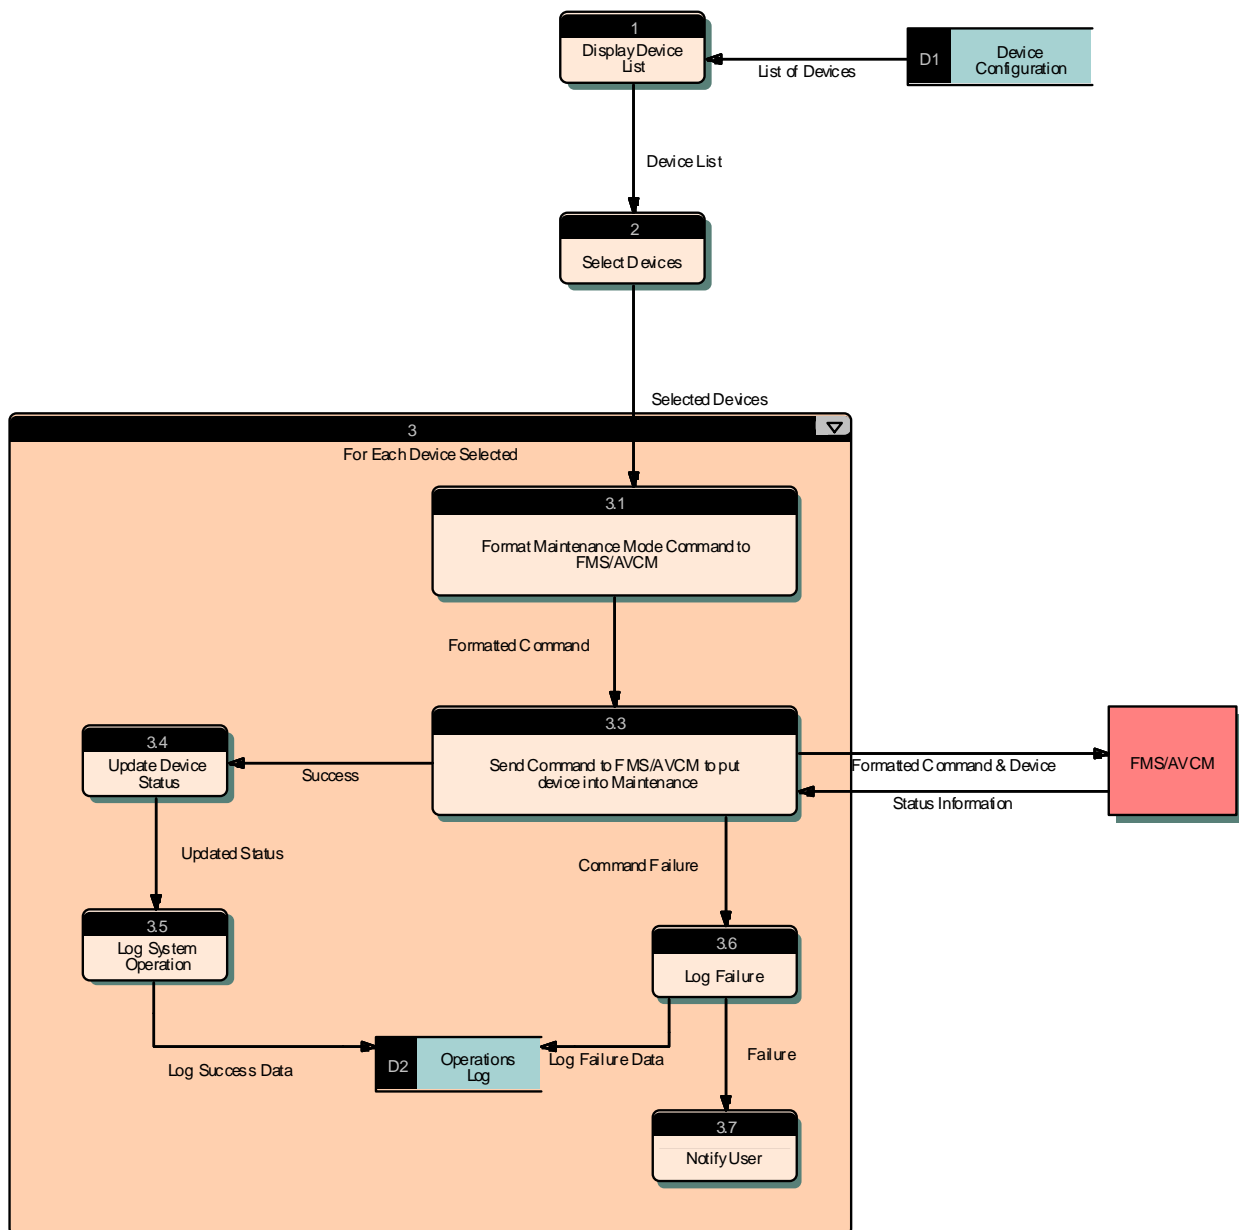 1
Display Device
List
D1
Device
Configuration
List of Devices
Device List
2
Select Devices
Selected Devices
3
For Each Device Selected
3.1
Format Maintenance Mode Command to
FMS/AVCM
Formatted Command
3.3
Send Command to FMS/AVCM to put
device into Maintenance
3.4
Update Device
Status
Success
Formatted Command & Device
Status Information
FMS/AVCM
Updated Status
Command Failure
3.5
Log System
Operation
3.6
Log Failure
D2
Operations
Log
Log Success Data
Log Failure Data
Failure
3.7
Notify User